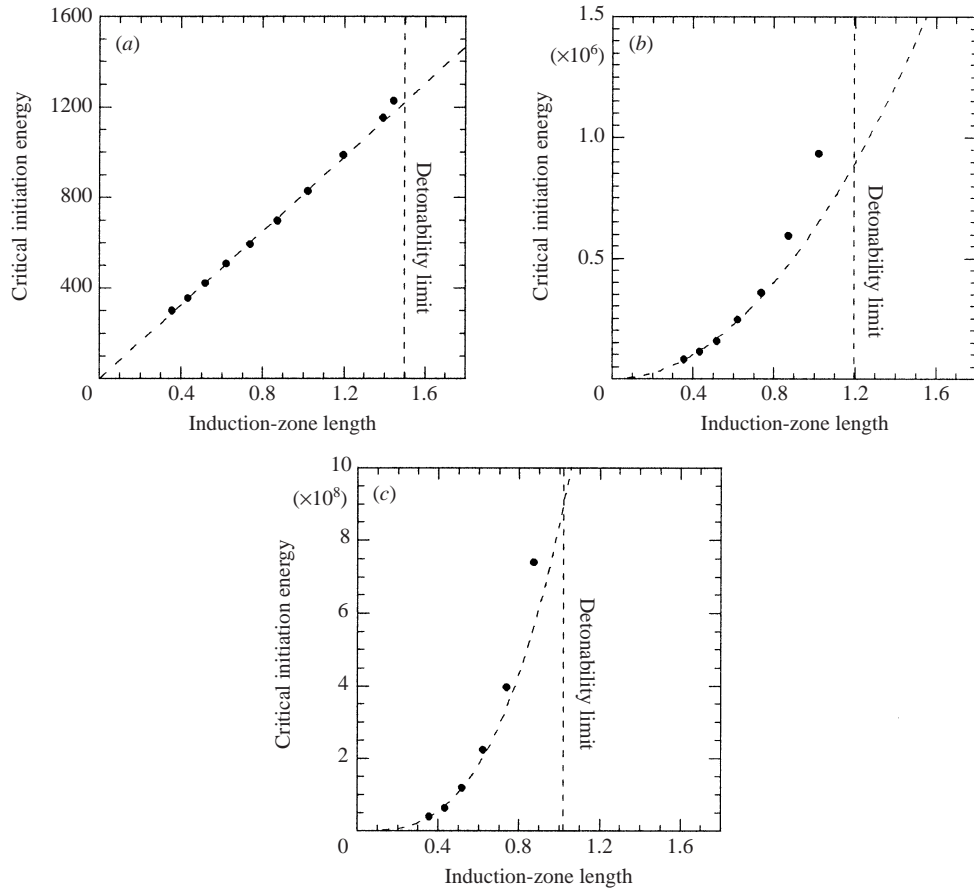 1600
(a)
1200
800
400
0
0.4
0.8
1.2
1.6
Critical initiation energy
Induction-zone length
Detonability limit
1.5
(×10⁶)
(b)
1.0
0.5
0
0.4
0.8
1.2
1.6
Critical initiation energy
Induction-zone length
Detonability limit
10
(×10⁸)
(c)
8
6
4
2
0
0.4
0.8
1.2
1.6
Critical initiation energy
Induction-zone length
Detonability limit